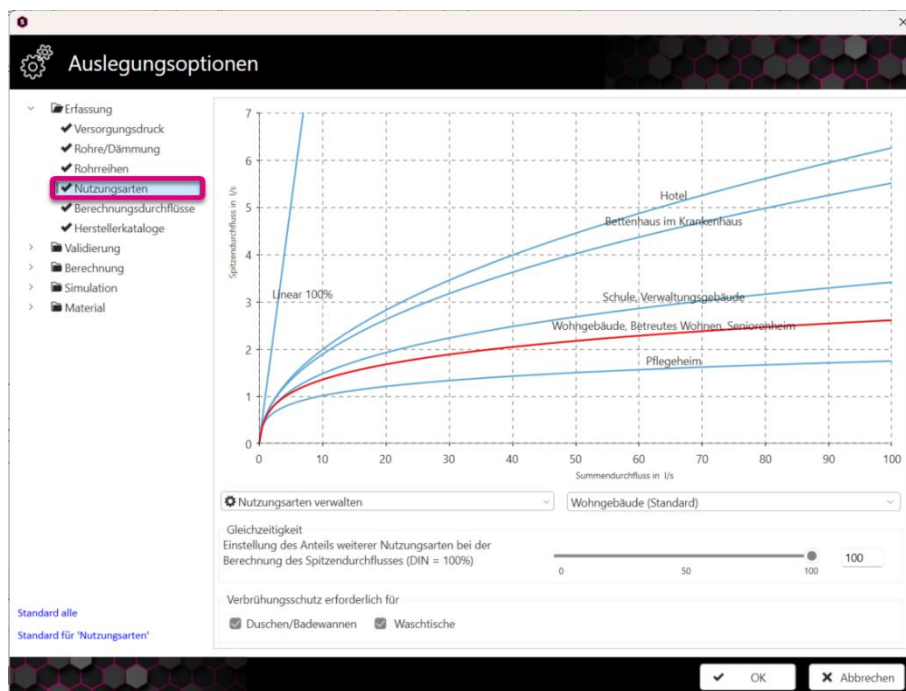 Auslegungsoptionen
Erfassung
Versorgungsdruck
Rohre/Dämmung
Rohrreihen
Nutzungsarten
Berechnungsdurchflüsse
Herstellerkataloge
Validierung
Berechnung
Simulation
Material
Standard alle
Standard für 'Nutzungsarten'
7
6
5
4
3
2
1
0
Spitzendurchfluss in l/s
Linear 100%
Hotel
Bettenhaus im Krankenhaus
Schule, Verwaltungsgebäude
Wohngebäude, Betreutes Wohnen, Seniorenheim
Pflegeheim
0 10 20 30 40 50 60 70 80 90 100
Summendurchfluss in l/s
Nutzungsarten verwalten
Wohngebäude (Standard)
Gleichzeitigkeit
Einstellung des Anteils weiterer Nutzungsarten bei der
Berechnung des Spitzendurchflusses (DIN = 100%)
0 50 100
100
Verbrühungsschutz erforderlich für
Duschen/Badewannen Waschtische
OK Abbrechen